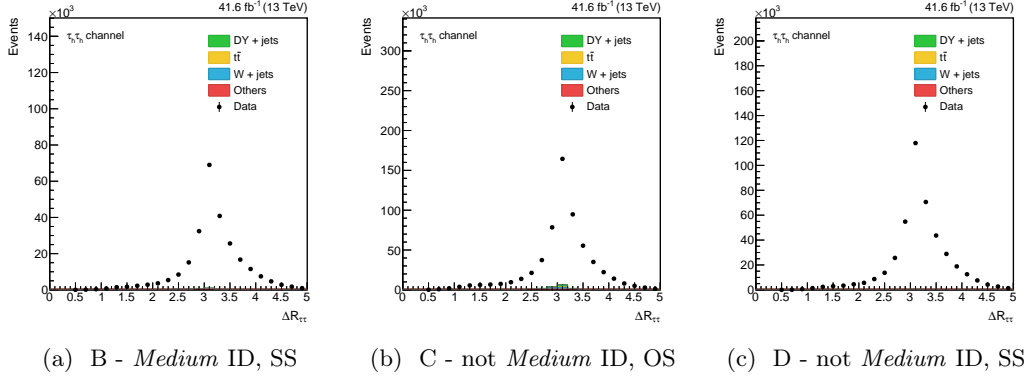 ×10³ 41.6 fb⁻¹ (13 TeV)
Events
140
120
100
80
60
40
20
0
τₕτₕ channel
DY + jets
tt̄
W + jets
Others
Data
0 0.5 1 1.5 2 2.5 3 3.5 4 4.5 5
ΔR_ττ
(a) B - Medium ID, SS
×10³ 41.6 fb⁻¹ (13 TeV)
Events
300
250
200
150
100
50
0
τₕτₕ channel
DY + jets
tt̄
W + jets
Others
Data
0 0.5 1 1.5 2 2.5 3 3.5 4 4.5 5
ΔR_ττ
(b) C - not Medium ID, OS
×10³ 41.6 fb⁻¹ (13 TeV)
Events
200
180
160
140
120
100
80
60
40
20
0
τₕτₕ channel
DY + jets
tt̄
W + jets
Others
Data
0 0.5 1 1.5 2 2.5 3 3.5 4 4.5 5
ΔR_ττ
(c) D - not Medium ID, SS